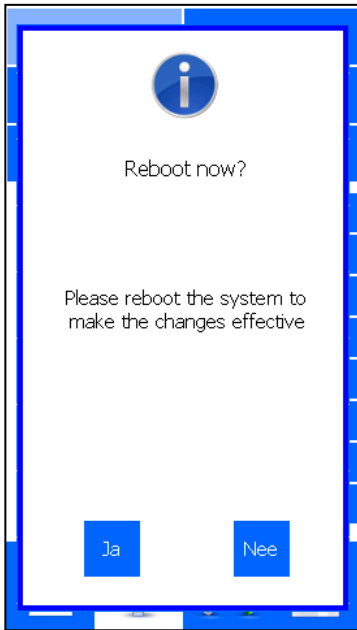 Reboot now?
Please reboot the system to
make the changes effective
Ja
Nee